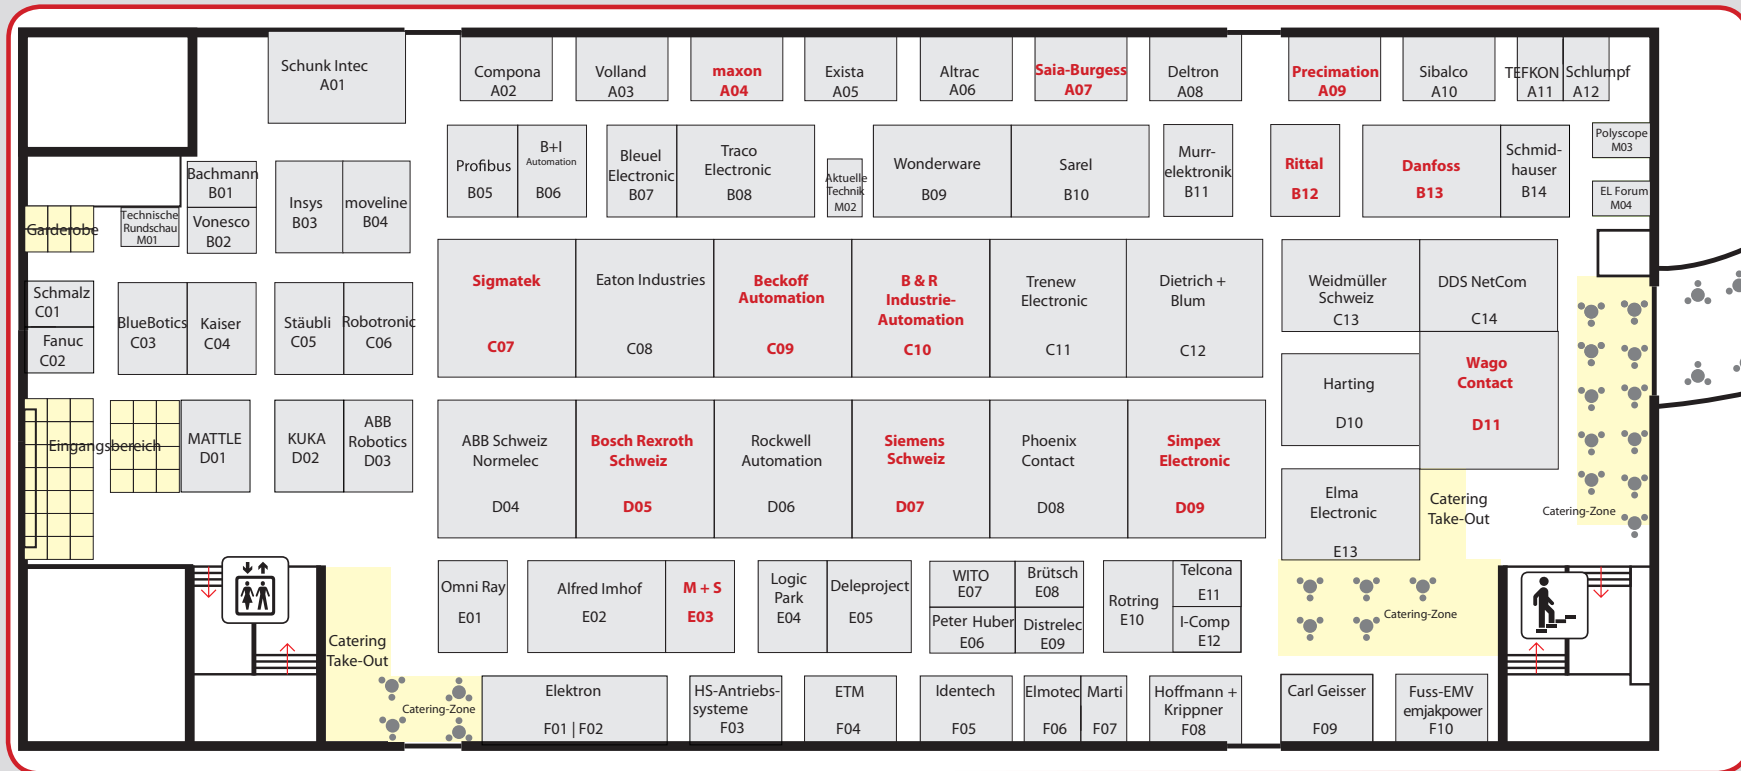 Schunk Intec
A01
Compona
A02
Volland
A03
maxon
A04
Exista
A05
Altrac
A06
Saia-Burgess
A07
Deltron
A08
Precimation
A09
Sibalco
A10
TEFKON
A11
Schlumpf
A12
Bachmann
B01
Vonesco
B02
Technische
Rundschau
M01
Insys
B03
moveline
B04
Profibus
B05
B+I
Automation
B06
Bleuel
Electronic
B07
Traco
Electronic
B08
Aktuelle
Technik
M02
Wonderware
B09
Sarel
B10
Murr-
elektronik
B11
Rittal
B12
Danfoss
B13
Schmid-
hauser
B14
Polyscope
M03
EL Forum
M04
Garderobe
Schmalz
C01
Fanuc
C02
BlueBotics
C03
Kaiser
C04
Stäubli
C05
Robotronic
C06
Sigmatek
C07
Eaton Industries
C08
Beckoff
Automation
C09
B & R
Industrie-
Automation
C10
Trenew
Electronic
C11
Dietrich +
Blum
C12
Weidmüller
Schweiz
C13
DDS NetCom
C14
Eingangsbereich
MATTLE
D01
KUKA
D02
ABB
Robotics
D03
ABB Schweiz
Normelec
D04
Bosch Rexroth
Schweiz
D05
Rockwell
Automation
D06
Siemens
Schweiz
D07
Phoenix
Contact
D08
Simpex
Electronic
D09
Harting
D10
Wago
Contact
D11
Elma
Electronic
E13
Catering
Take-Out
Catering-Zone
Omni Ray
E01
Alfred Imhof
E02
M + S
E03
Logic
Park
E04
Deleproject
E05
WITO
E07
Peter Huber
E06
Brütsch
E08
Distrelec
E09
Rotring
E10
Telcona
E11
I-Comp
E12
Catering-Zone
Catering
Take-Out
Catering-Zone
Elektron
F01 | F02
HS-Antriebs-
systeme
F03
ETM
F04
Identech
F05
Elmotec
F06
Marti
F07
Hoffmann +
Krippner
F08
Carl Geisser
F09
Fuss-EMV
emjakpower
F10